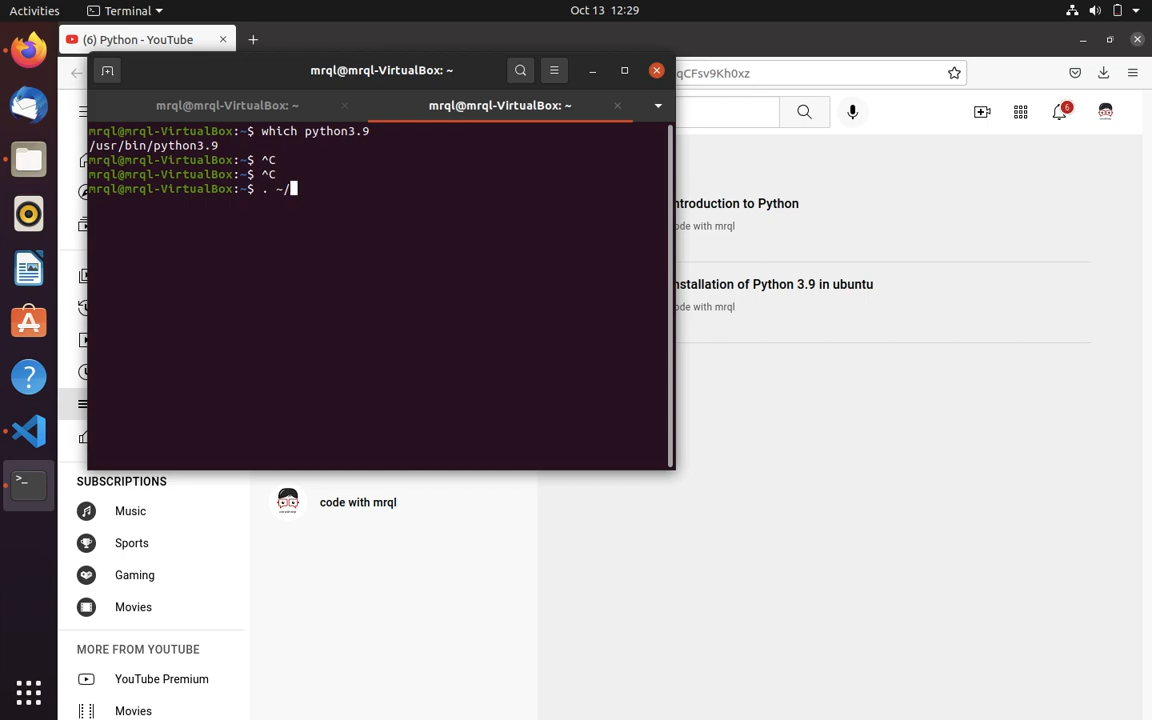 Activities
Terminal
Oct 13 12:29
(6) Python - YouTube
mrql@mrql-VirtualBox: ~
qCFsv9Kh0xz
mrql@mrql-VirtualBox: ~
mrql@mrql-VirtualBox: ~
6
mrql@mrql-VirtualBox:~$ which python3.9
/usr/bin/python3.9
mrql@mrql-VirtualBox:~$ ^C
mrql@mrql-VirtualBox:~$ ^C
mrql@mrql-VirtualBox:~$ . ~/
ntroduction to Python
ode with mrql
nstallation of Python 3.9 in ubuntu
ode with mrql
SUBSCRIPTIONS
Music
Sports
Gaming
Movies
MORE FROM YOUTUBE
YouTube Premium
Movies
code with mrql